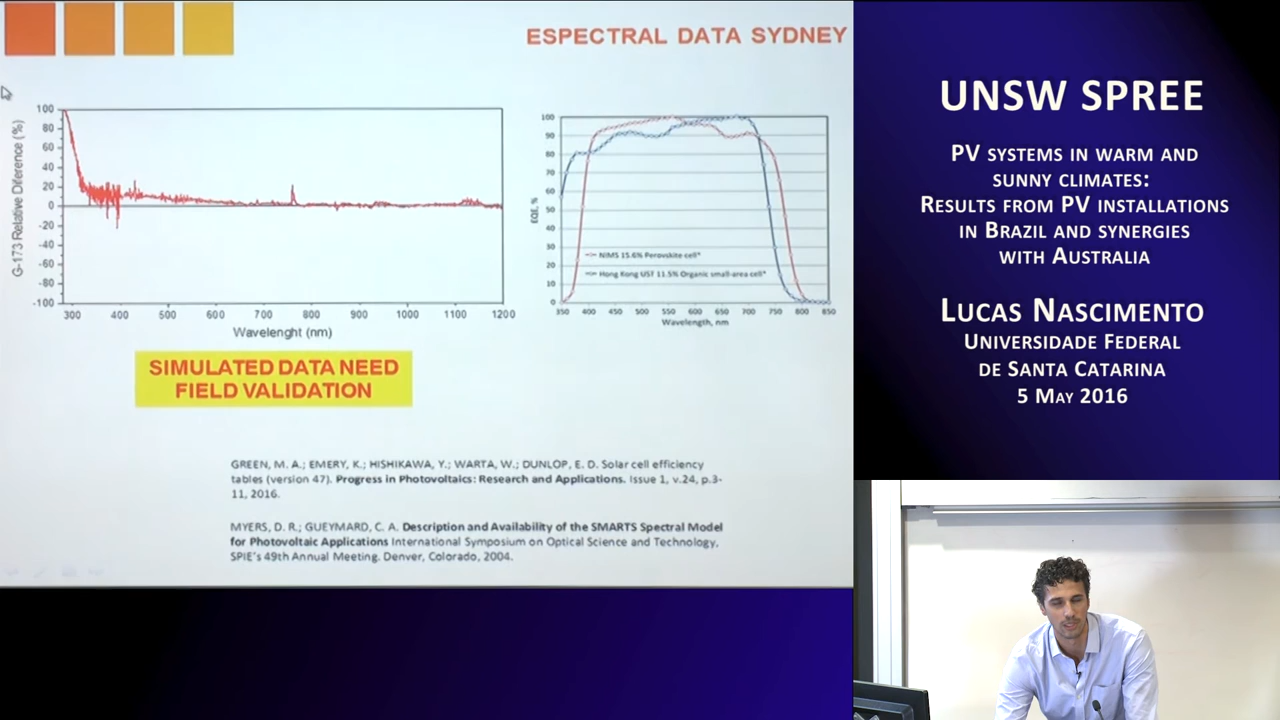 ESPECTRAL DATA SYDNEY
G-173 Relative Diference (%)
100
80
60
40
20
0
-20
-40
-60
-80
-100
300 400 500 600 700 800 900 1000 1100 1200
Wavelenght (nm)
EQE, %
100
90
80
70
60
50
40
30
20
10
0
NIMS 15.6% Perovskite cell*
Hong Kong UST 11.5% Organic small-area cell*
350 400 450 500 550 600 650 700 750 800 850
Wavelength, nm
SIMULATED DATA NEED
FIELD VALIDATION
GREEN, M. A.; EMERY, K.; HISHIKAWA, Y.; WARTA, W.; DUNLOP, E. D. Solar cell efficiency
tables (version 47). Progress in Photovoltaics: Research and Applications. Issue 1, v.24, p.3-
11, 2016.
MYERS, D. R.; GUEYMARD, C. A. Description and Availability of the SMARTS Spectral Model
for Photovoltaic Applications International Symposium on Optical Science and Technology,
SPIE's 49th Annual Meeting. Denver, Colorado, 2004.
UNSW SPREE
PV SYSTEMS IN WARM AND
SUNNY CLIMATES:
RESULTS FROM PV INSTALLATIONS
IN BRAZIL AND SYNERGIES
WITH AUSTRALIA
LUCAS NASCIMENTO
UNIVERSIDADE FEDERAL
DE SANTA CATARINA
5 MAY 2016